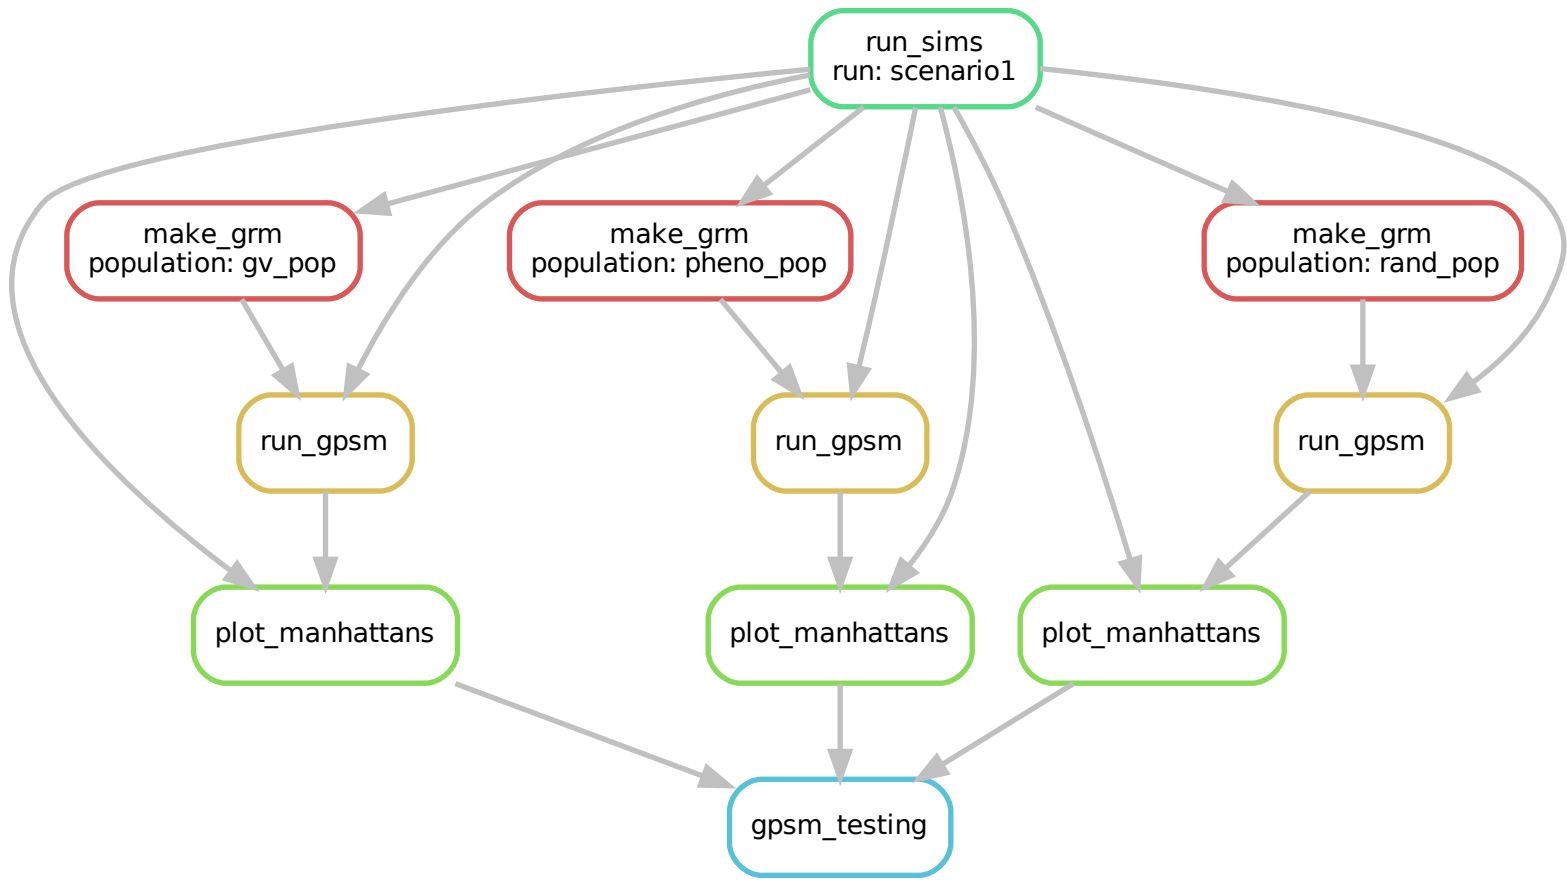 run_sims
run: scenario1
make_grm
population: gv_pop
make_grm
population: pheno_pop
make_grm
population: rand_pop
run_gpsm
run_gpsm
run_gpsm
plot_manhattans
plot_manhattans
plot_manhattans
gpsm_testing